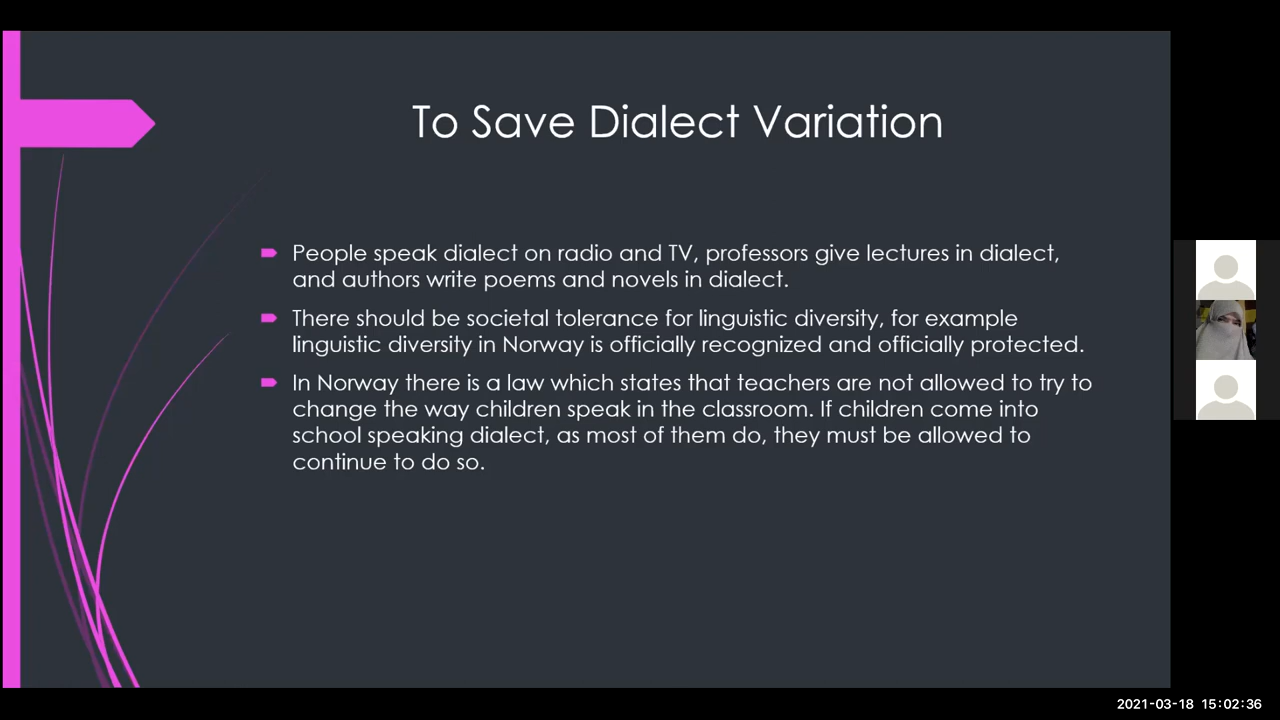 To Save Dialect Variation
People speak dialect on radio and TV, professors give lectures in dialect,
and authors write poems and novels in dialect.
There should be societal tolerance for linguistic diversity, for example
linguistic diversity in Norway is officially recognized and officially protected.
In Norway there is a law which states that teachers are not allowed to try to
change the way children speak in the classroom. If children come into
school speaking dialect, as most of them do, they must be allowed to
continue to do so.
2021-03-18 15:02:36